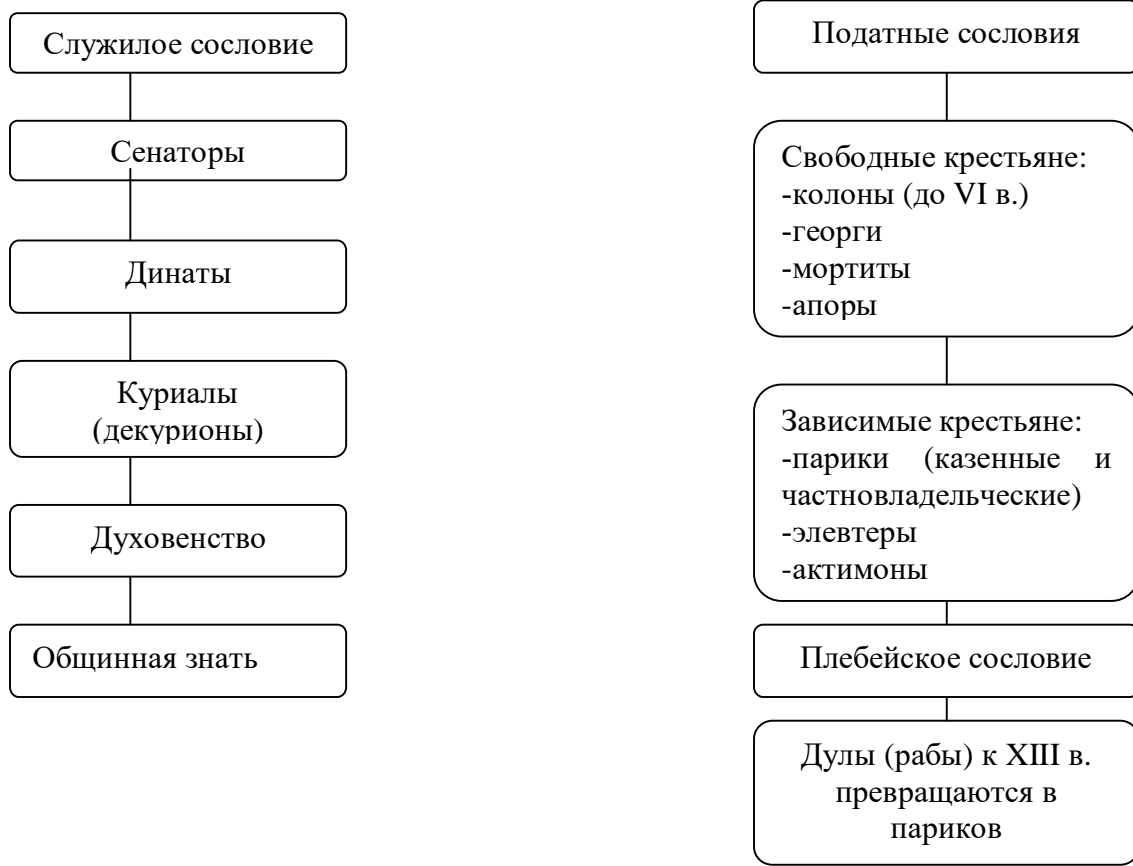 Служилое сословие
Сенаторы
Динаты
Куриалы
(декурионы)
Духовенство
Общинная знать
Податные сословия
Свободные крестьяне:
-колоны (до VI в.)
-георги
-мортиты
-апоры
Зависимые крестьяне:
-парики (казенные и
частновладельческие)
-элевтеры
-актимоны
Плебейское сословие
Дулы (рабы) к XIII в.
превращаются в
париков